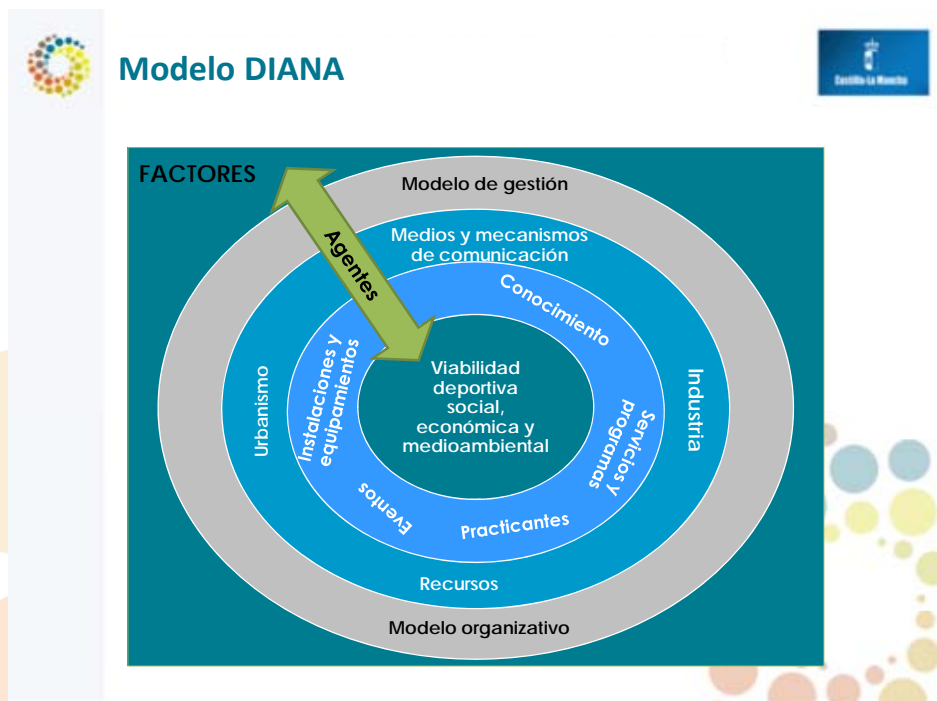 Modelo DIANA
Castilla-La Mancha
FACTORES
Modelo de gestión
Agentes
Medios y mecanismos
de comunicación
Conocimiento
Instalaciones y
equipamientos
Viabilidad
deportiva
social,
económica y
medioambiental
Urbanismo
Industria
Servicios y
programas
Eventos
Practicantes
Recursos
Modelo organizativo